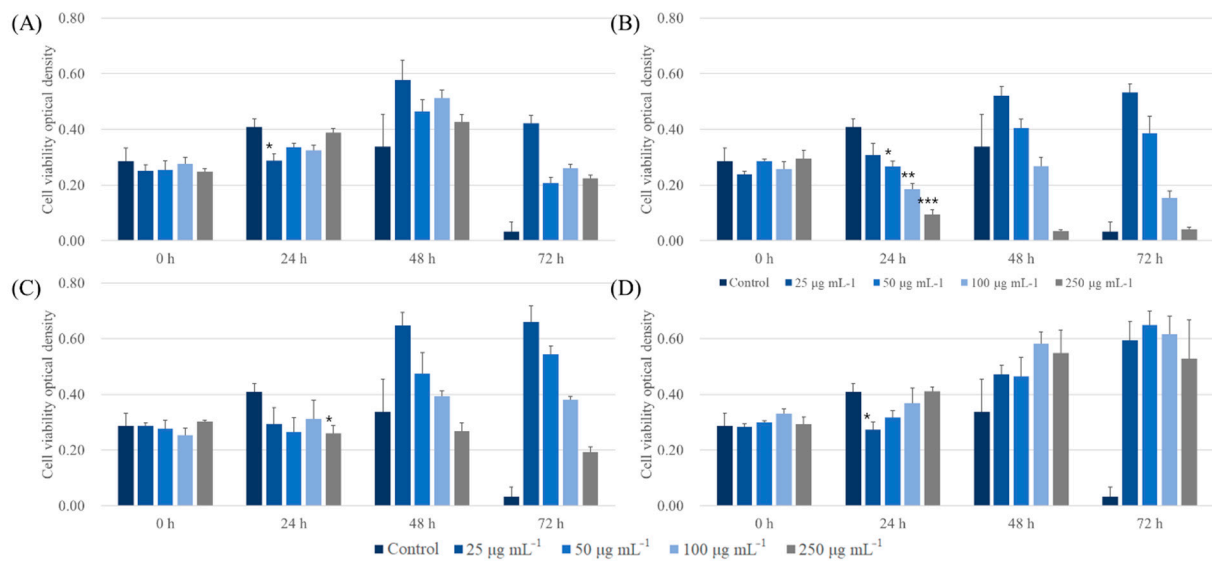 (A)
Cell viability optical density
0.80
0.60
0.40
0.20
0.00
*
0 h 24 h 48 h 72 h
(B)
Cell viability optical density
0.80
0.60
0.40
0.20
0.00
* ** ***
0 h 24 h 48 h 72 h
Control 25 µg mL-1 50 µg mL-1 100 µg mL-1 250 µg mL-1
(C)
Cell viability optical density
0.60
0.40
0.20
0.00
*
0 h 24 h 48 h 72 h
(D)
Cell viability optical density
0.60
0.40
0.20
0.00
*
0 h 24 h 48 h 72 h
Control 25 µg mL⁻¹ 50 µg mL⁻¹ 100 µg mL⁻¹ 250 µg mL⁻¹